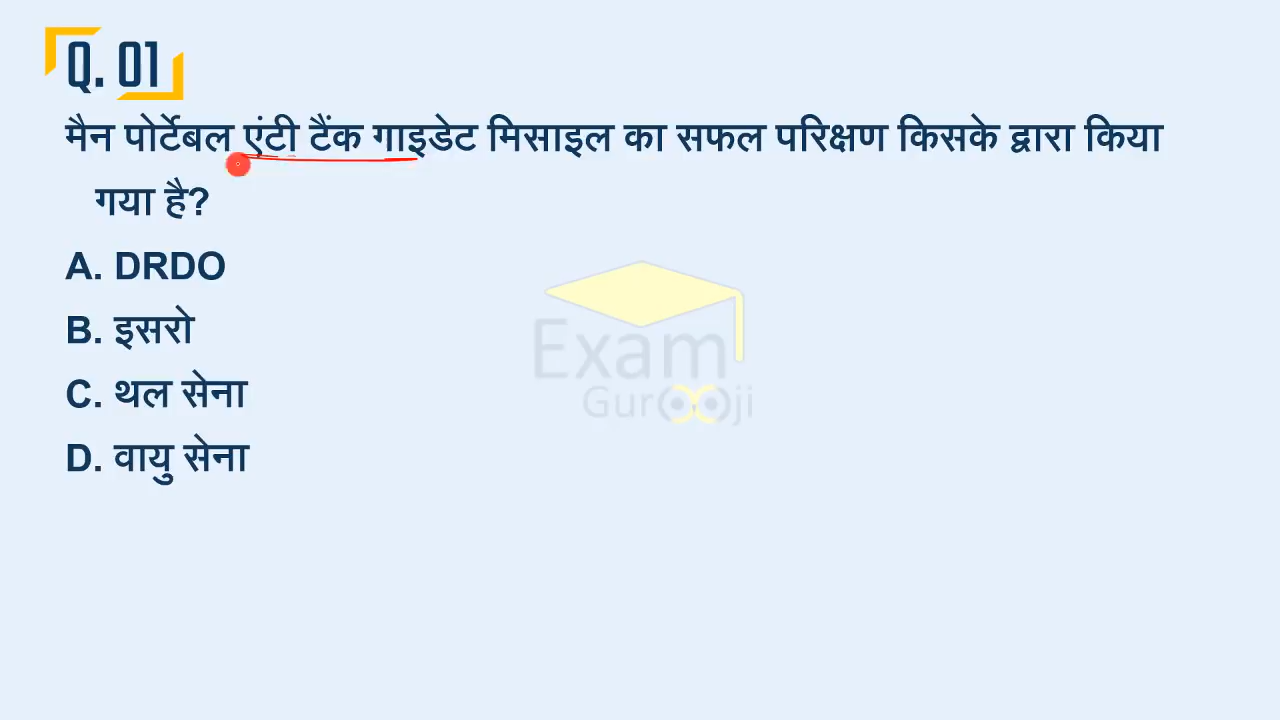 Q. 01
मैन पोर्टेबल एंटी टैंक गाइडेट मिसाइल का सफल परिक्षण किसके द्वारा किया
गया है?
A. DRDO
B. इसरो
C. थल सेना
D. वायु सेना
Exam
Gurooji